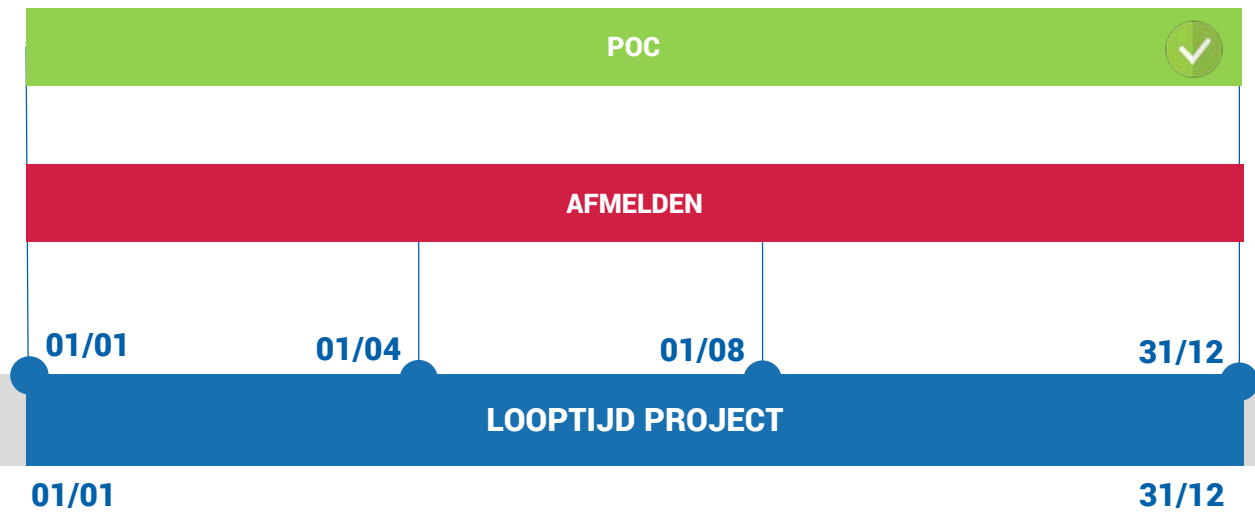 POC
AFMELDEN
01/01 01/04 01/08 31/12
LOOPTIJD PROJECT
01/01 31/12